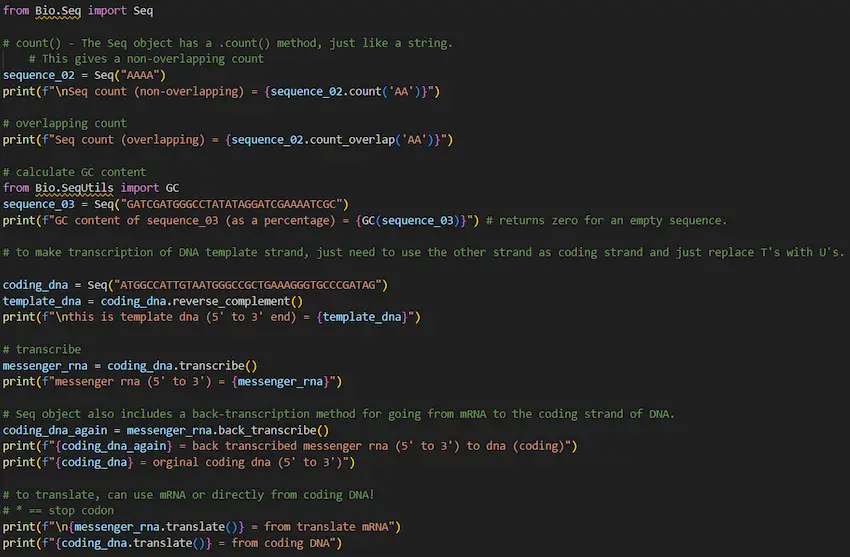 from Bio.Seq import Seq
# count() - The Seq object has a .count() method, just like a string.
# This gives a non-overlapping count
sequence_02 = Seq("AAAA")
print(f"\nSeq count (non-overlapping) = {sequence_02.count('AA')}")
# overlapping count
print(f"Seq count (overlapping) = {sequence_02.count_overlap('AA')}")
# calculate GC content
from Bio.SeqUtils import GC
sequence_03 = Seq("GATCGATGGGCCTATATAGGATCGAAAATCGC")
print(f"GC content of sequence_03 (as a percentage) = {GC(sequence_03)}") # returns zero for an empty sequence.
# to make transcription of DNA template strand, just need to use the other strand as coding strand and just replace T's with U's.
coding_dna = Seq("ATGGCCATTGTAATGGGCCGCTGAAAGGGTGCCCGATAG")
template_dna = coding_dna.reverse_complement()
print(f"\nthis is template dna (5' to 3' end) = {template_dna}")
# transcribe
messenger_rna = coding_dna.transcribe()
print(f"messenger rna (5' to 3') = {messenger_rna}")
# Seq object also includes a back-transcription method for going from mRNA to the coding strand of DNA.
coding_dna_again = messenger_rna.back_transcribe()
print(f"{coding_dna_again} = back transcribed messenger rna (5' to 3') to dna (coding)")
print(f"{coding_dna} = orginal coding dna (5' to 3')")
# to translate, can use mRNA or directly from coding DNA!
# * == stop codon
print(f"\n{messenger_rna.translate()} = from translate mRNA")
print(f"{coding_dna.translate()} = from coding DNA")